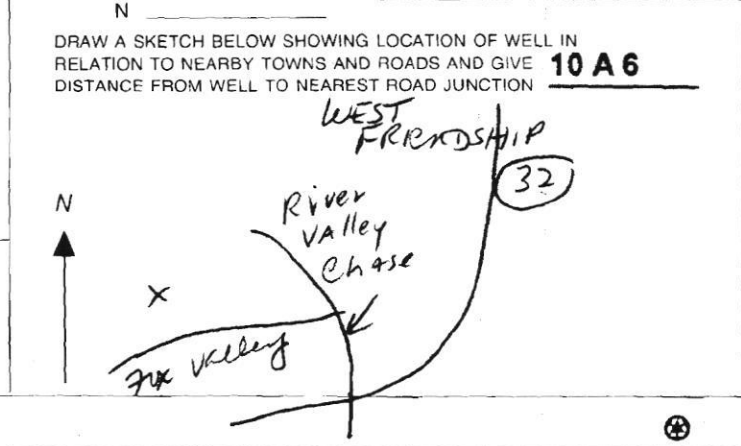 N
DRAW A SKETCH BELOW SHOWING LOCATION OF WELL IN
RELATION TO NEARBY TOWNS AND ROADS AND GIVE 10 A 6
DISTANCE FROM WELL TO NEAREST ROAD JUNCTION
WEST
FRIENDSHIP
32
N
River
VAlley
Chase
X
Fox Valley